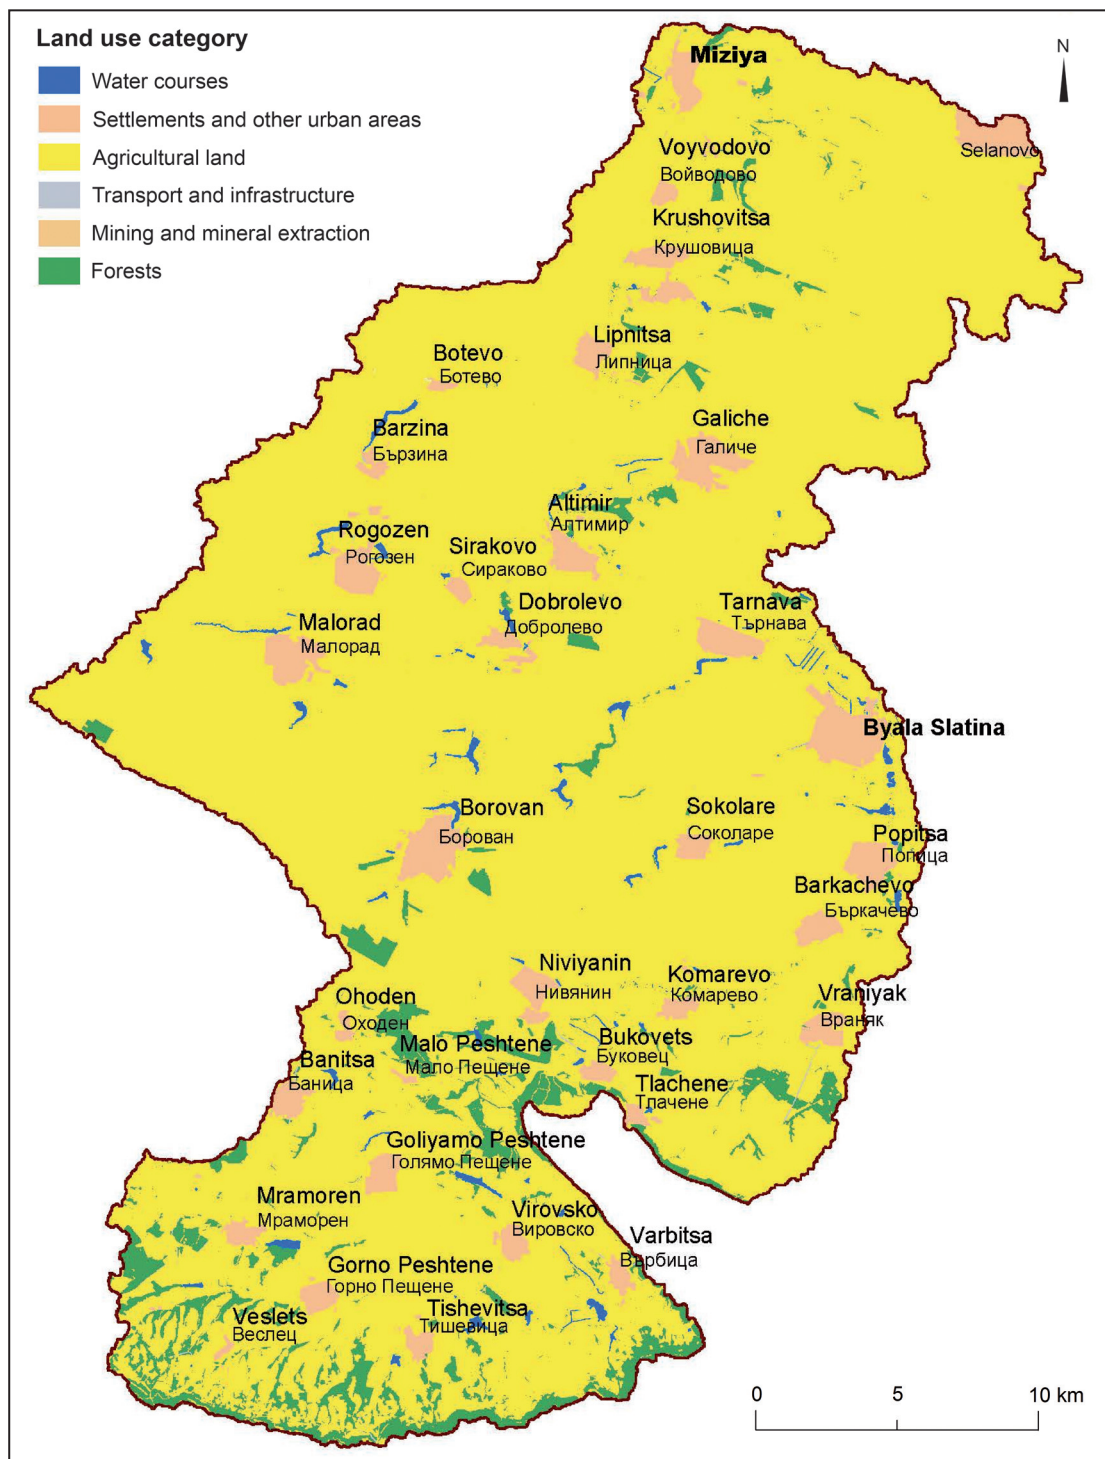 Land use category
Water courses
Settlements and other urban areas
Agricultural land
Transport and infrastructure
Mining and mineral extraction
Forests
N
Miziya
Selanovo
Voyvodovo
Войводово
Krushovitsa
Крушовица
Lipnitsa
Липница
Botevo
Ботево
Barzina
Бързина
Galiche
Галиче
Altimir
Алтимир
Rogozen
Рогозен
Sirakovo
Сираково
Dobrolevo
Добролево
Tarnava
Търнава
Malorad
Малорад
Byala Slatina
Borovan
Борован
Sokolare
Соколаре
Popitsa
Попица
Barkachevo
Бъркачево
Niviyanin
Нивянин
Komarevo
Комарево
Vraniyak
Враняк
Ohoden
Оходен
Malo Peshtene
Мало Пещене
Bukovets
Буковец
Banitsa
Баница
Tlachene
Тлачене
Goliyamo Peshtene
Голямо Пещене
Mramoren
Мраморен
Virovsko
Вировско
Varbitsa
Върбица
Gorno Peshtene
Горно Пещене
Veslets
Веслец
Tishevitsa
Тишевица
0 5 10 km